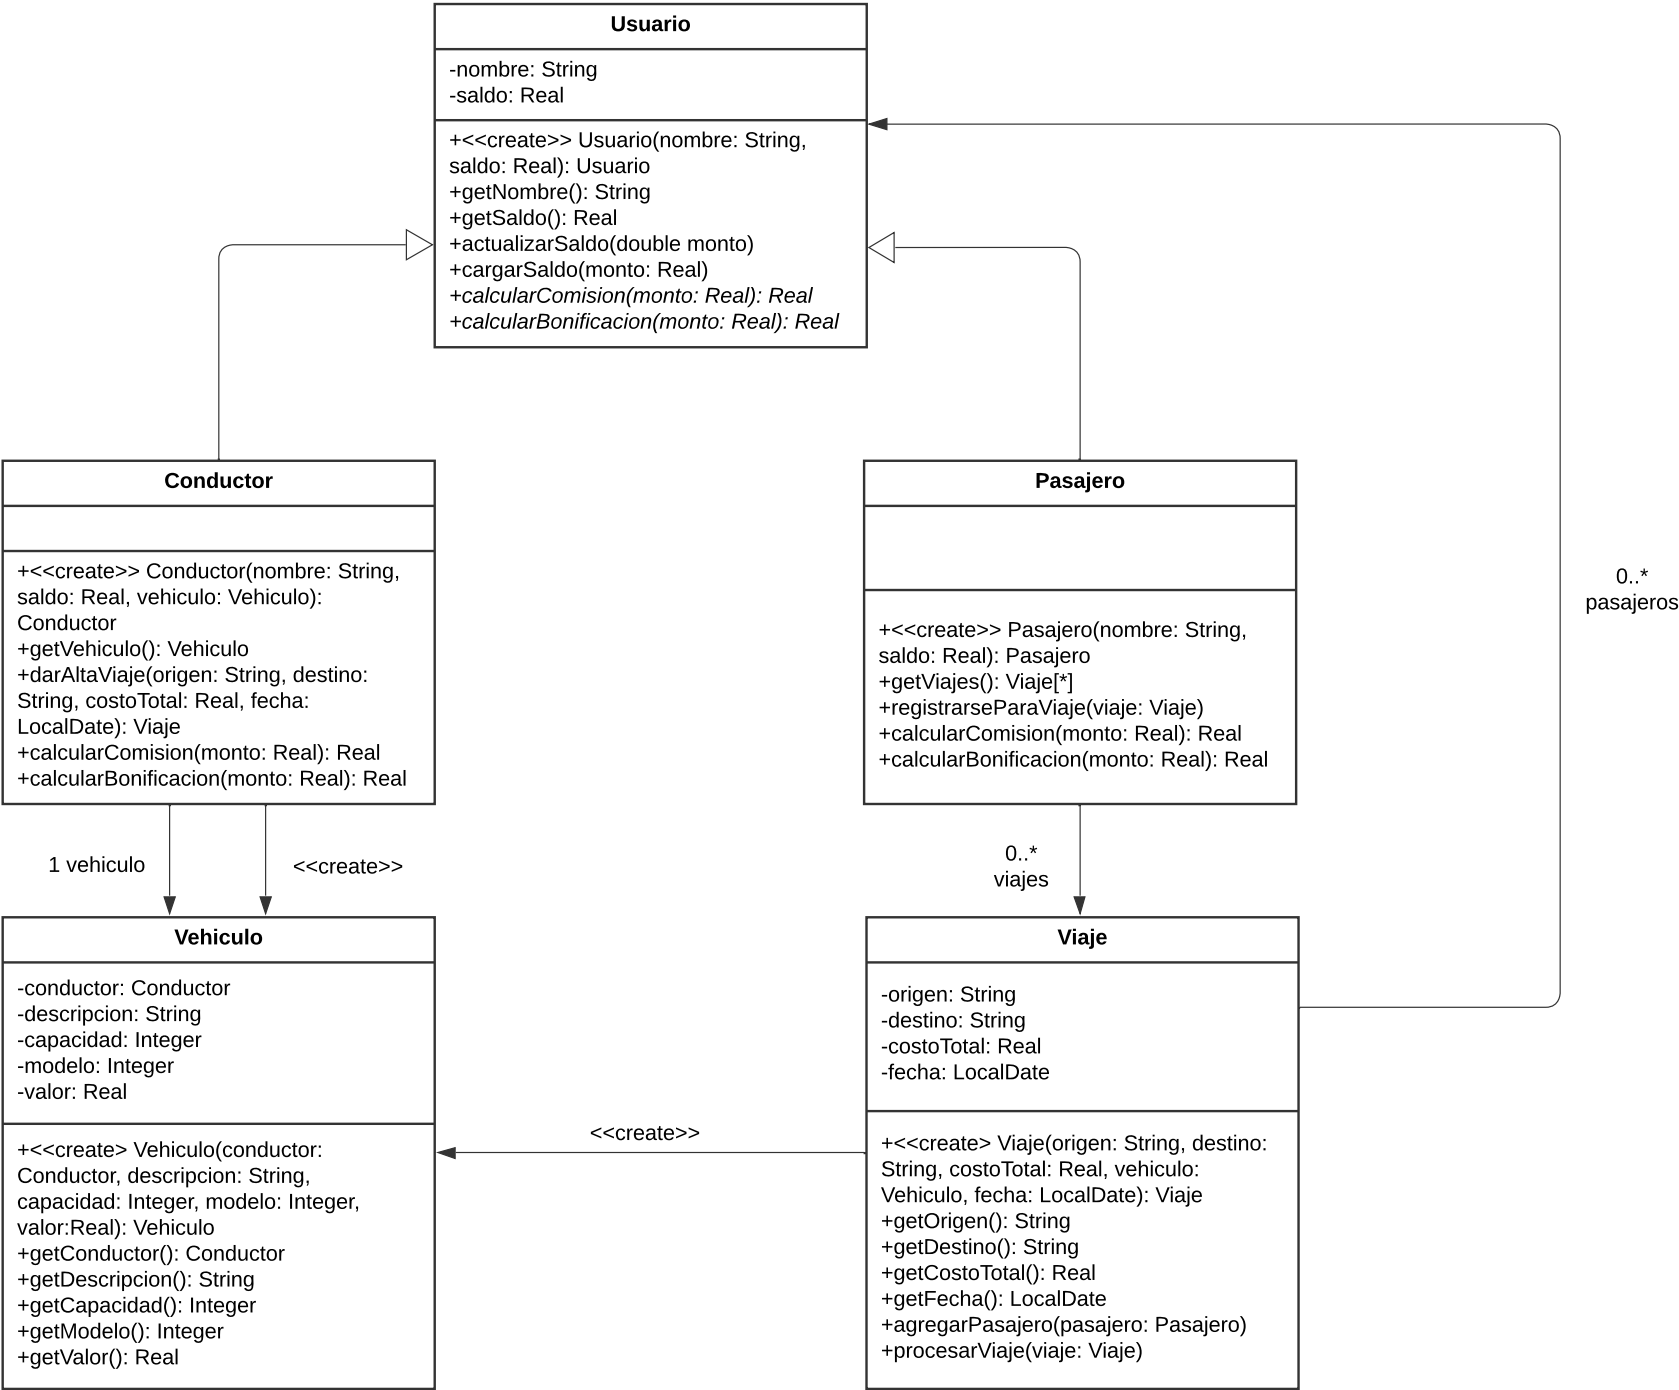 Usuario
-nombre: String
-saldo: Real
+<<create>> Usuario(nombre: String,
saldo: Real): Usuario
+getNombre(): String
+getSaldo(): Real
+actualizarSaldo(double monto)
+cargarSaldo(monto: Real)
+calcularComision(monto: Real): Real
+calcularBonificacion(monto: Real): Real
Conductor
+<<create>> Conductor(nombre: String,
saldo: Real, vehiculo: Vehiculo):
Conductor
+getVehiculo(): Vehiculo
+darAltaViaje(origen: String, destino:
String, costoTotal: Real, fecha:
LocalDate): Viaje
+calcularComision(monto: Real): Real
+calcularBonificacion(monto: Real): Real
Pasajero
+<<create>> Pasajero(nombre: String,
saldo: Real): Pasajero
+getViajes(): Viaje[*]
+registrarseParaViaje(viaje: Viaje)
+calcularComision(monto: Real): Real
+calcularBonificacion(monto: Real): Real
0..*
pasajeros
1 vehiculo
<<create>>
0..*
viajes
Vehiculo
-conductor: Conductor
-descripcion: String
-capacidad: Integer
-modelo: Integer
-valor: Real
+<<create> Vehiculo(conductor:
Conductor, descripcion: String,
capacidad: Integer, modelo: Integer,
valor:Real): Vehiculo
+getConductor(): Conductor
+getDescripcion(): String
+getCapacidad(): Integer
+getModelo(): Integer
+getValor(): Real
<<create>>
Viaje
-origen: String
-destino: String
-costoTotal: Real
-fecha: LocalDate
+<<create> Viaje(origen: String, destino:
String, costoTotal: Real, vehiculo:
Vehiculo, fecha: LocalDate): Viaje
+getOrigen(): String
+getDestino(): String
+getCostoTotal(): Real
+getFecha(): LocalDate
+agregarPasajero(pasajero: Pasajero)
+procesarViaje(viaje: Viaje)